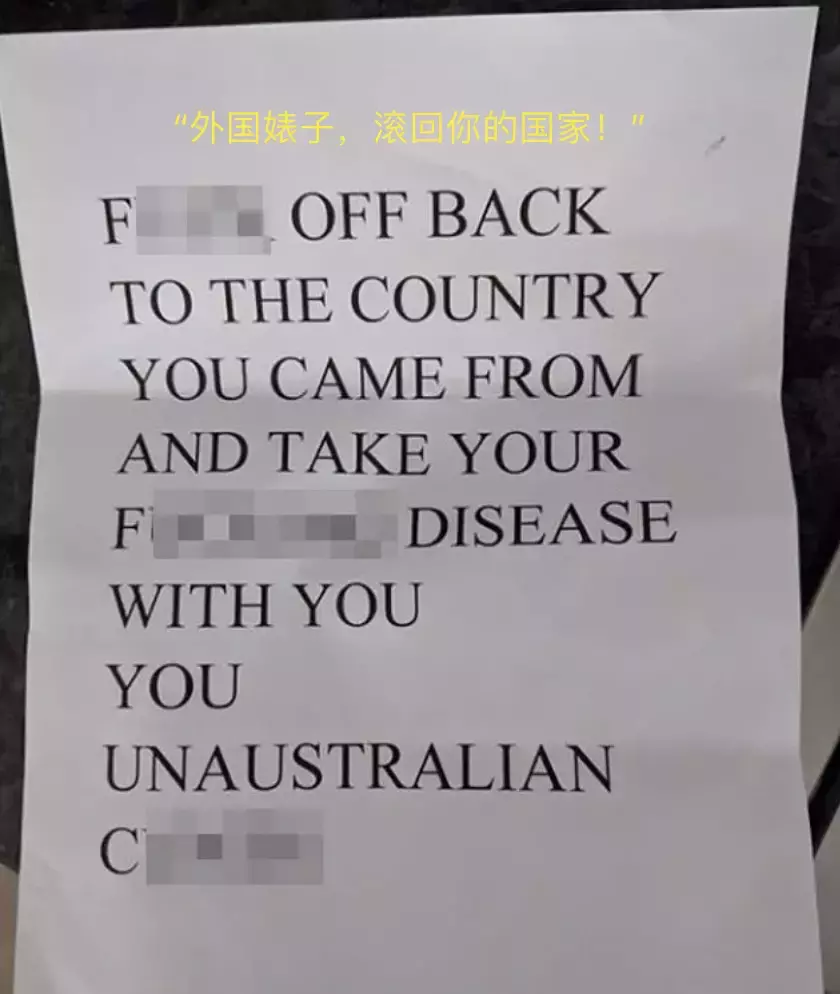 “外国婊子，滚回你的国家！”
F OFF BACK
TO THE COUNTRY
YOU CAME FROM
AND TAKE YOUR
F DISEASE
WITH YOU
YOU
UNAUSTRALIAN
C